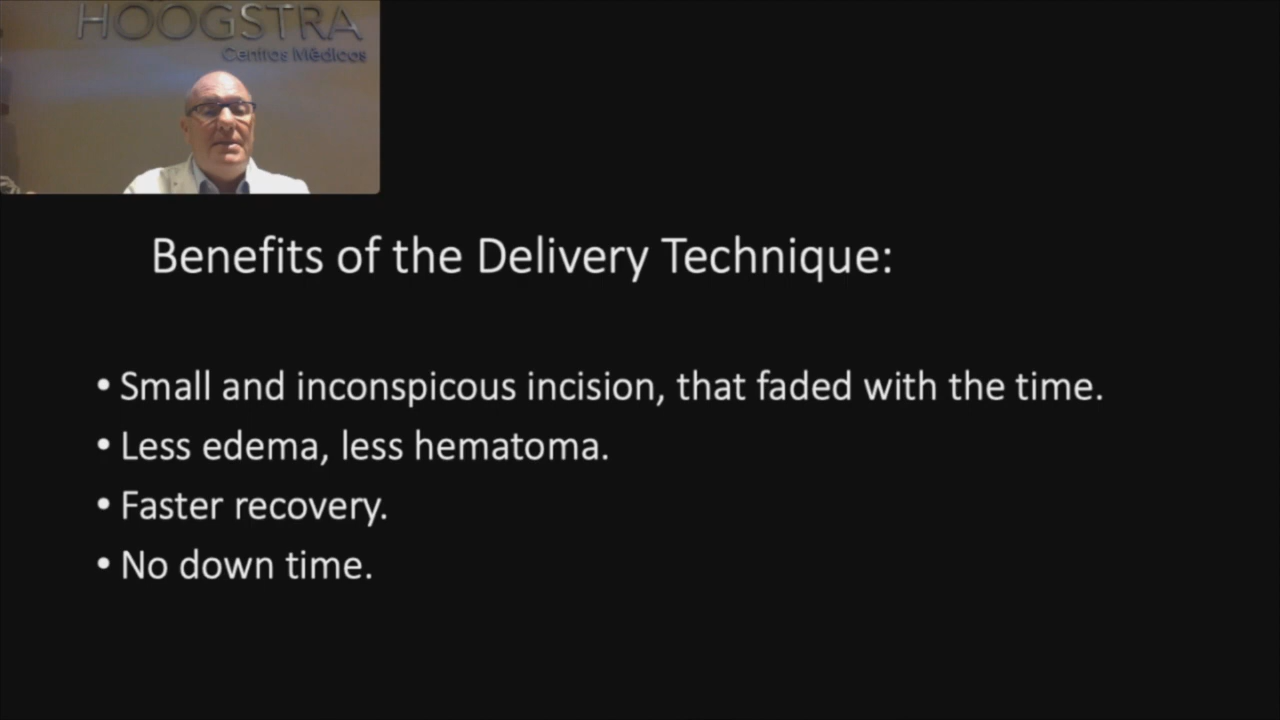 HOOGSTRA
Centros Médicos
Benefits of the Delivery Technique:
• Small and inconspicous incision, that faded with the time.
• Less edema, less hematoma.
• Faster recovery.
• No down time.